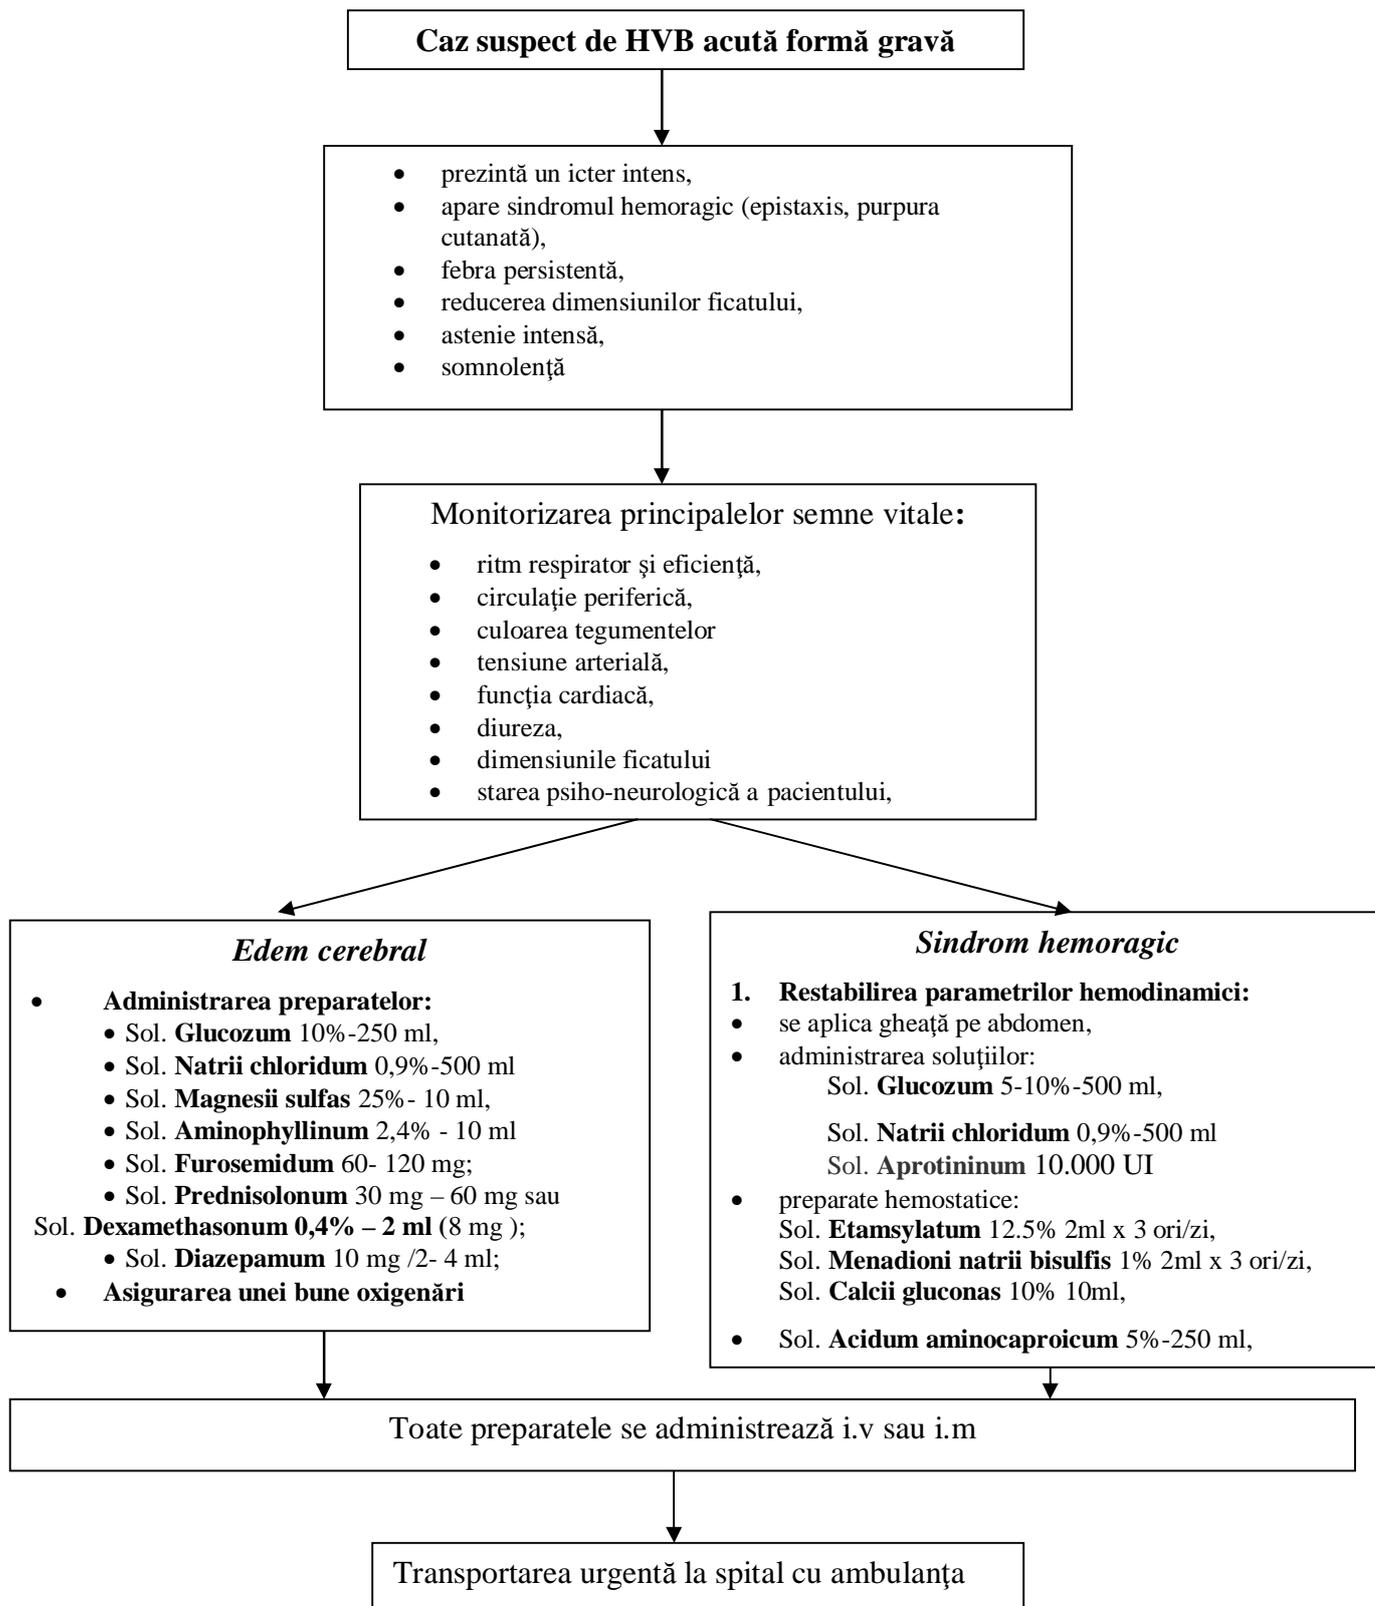 Caz suspect de HVB acută formă gravă
• prezintă un icter intens,
• apare sindromul hemoragic (epistaxis, purpura
cutanată),
• febra persistentă,
• reducerea dimensiunilor ficatului,
• astenie intensă,
• somnolenţă
Monitorizarea principalelor semne vitale:
• ritm respirator şi eficienţă,
• circulaţie periferică,
• culoarea tegumentelor
• tensiune arterială,
• funcţia cardiacă,
• diureza,
• dimensiunile ficatului
• starea psiho-neurologică a pacientului,
Edem cerebral
• Administrarea preparatelor:
• Sol. Glucozum 10%-250 ml,
• Sol. Natrii chloridum 0,9%-500 ml
• Sol. Magnesii sulfas 25%- 10 ml,
• Sol. Aminophyllinum 2,4% - 10 ml
• Sol. Furosemidum 60- 120 mg;
• Sol. Prednisolonum 30 mg – 60 mg sau
Sol. Dexamethasonum 0,4% – 2 ml (8 mg );
• Sol. Diazepamum 10 mg /2- 4 ml;
• Asigurarea unei bune oxigenări
Sindrom hemoragic
1. Restabilirea parametrilor hemodinamici:
• se aplica gheaţă pe abdomen,
• administrarea soluţiilor:
Sol. Glucozum 5-10%-500 ml,
Sol. Natrii chloridum 0,9%-500 ml
Sol. Aprotininum 10.000 UI
• preparate hemostatice:
Sol. Etamsylatum 12.5% 2ml x 3 ori/zi,
Sol. Menadioni natrii bisulfis 1% 2ml x 3 ori/zi,
Sol. Calcii gluconas 10% 10ml,
• Sol. Acidum aminocaproicum 5%-250 ml,
Toate preparatele se administrează i.v sau i.m
Transportarea urgentă la spital cu ambulanţa